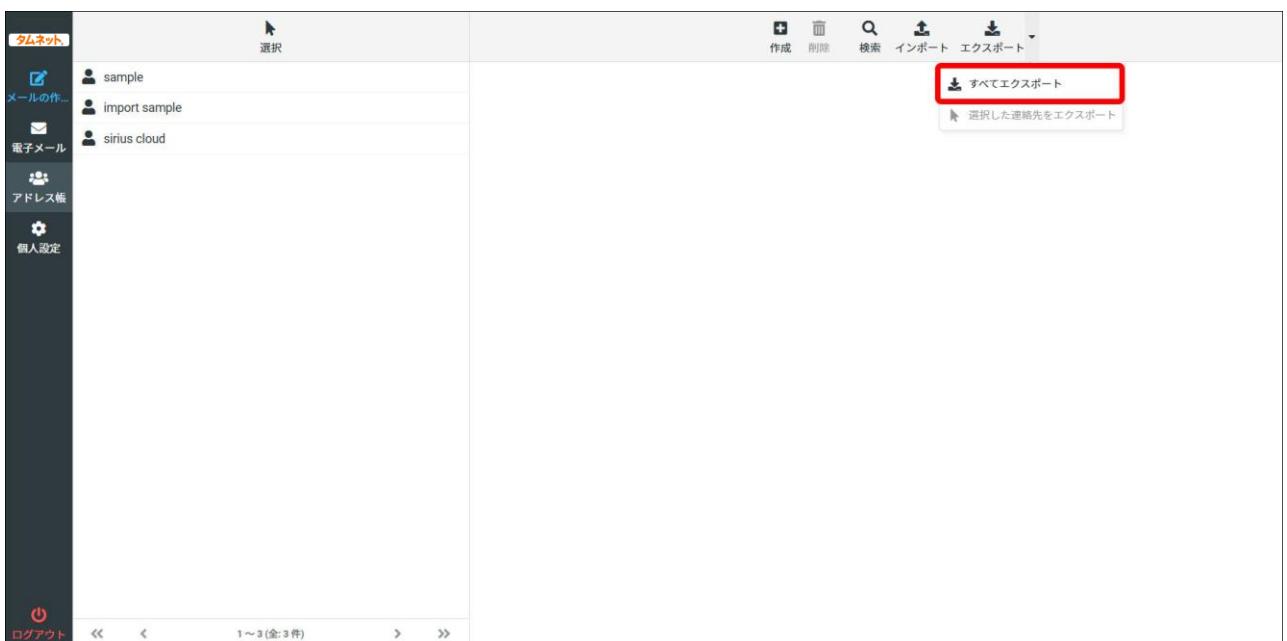 タムネット
選択
作成
削除
検索
インポート
エクスポート
メールの作...
電子メール
アドレス帳
個人設定
ログアウト
sample
import sample
sirius cloud
すべてエクスポート
選択した連絡先をエクスポート
1 ~ 3 (全: 3 件)